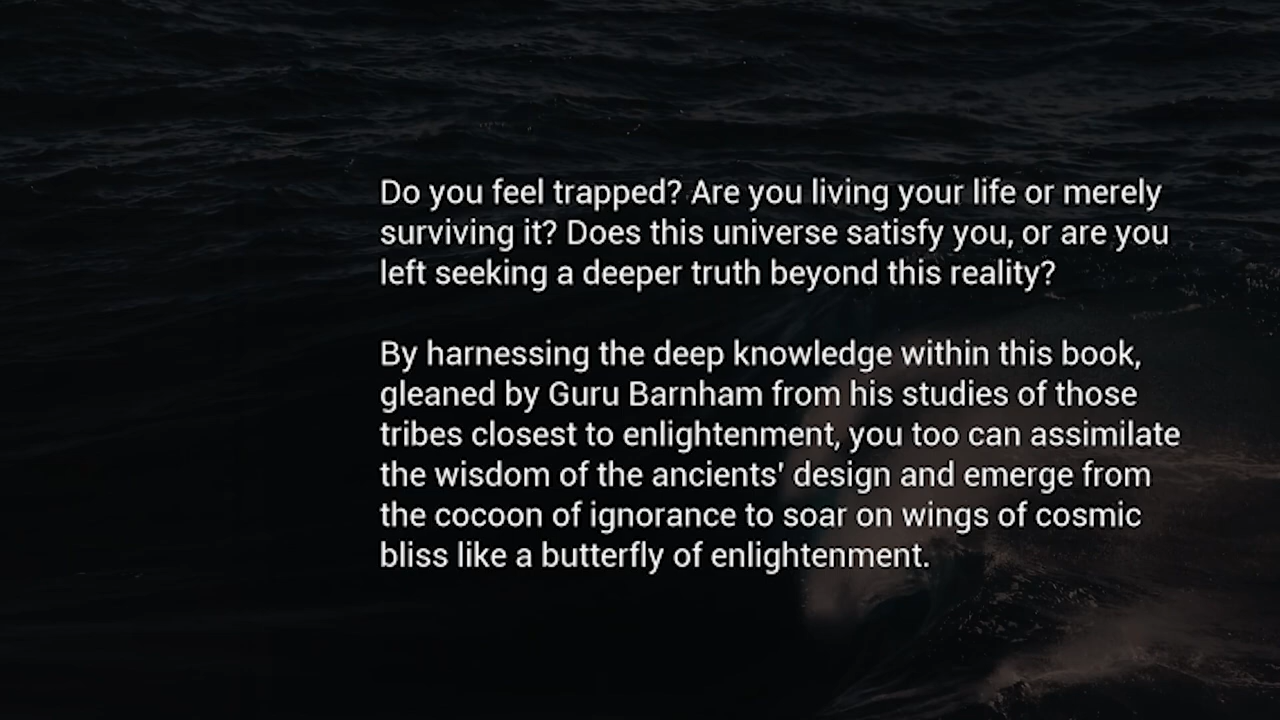 Do you feel trapped? Are you living your life or merely
surviving it? Does this universe satisfy you, or are you
left seeking a deeper truth beyond this reality?
By harnessing the deep knowledge within this book,
gleaned by Guru Barnham from his studies of those
tribes closest to enlightenment, you too can assimilate
the wisdom of the ancients' design and emerge from
the cocoon of ignorance to soar on wings of cosmic
bliss like a butterfly of enlightenment.